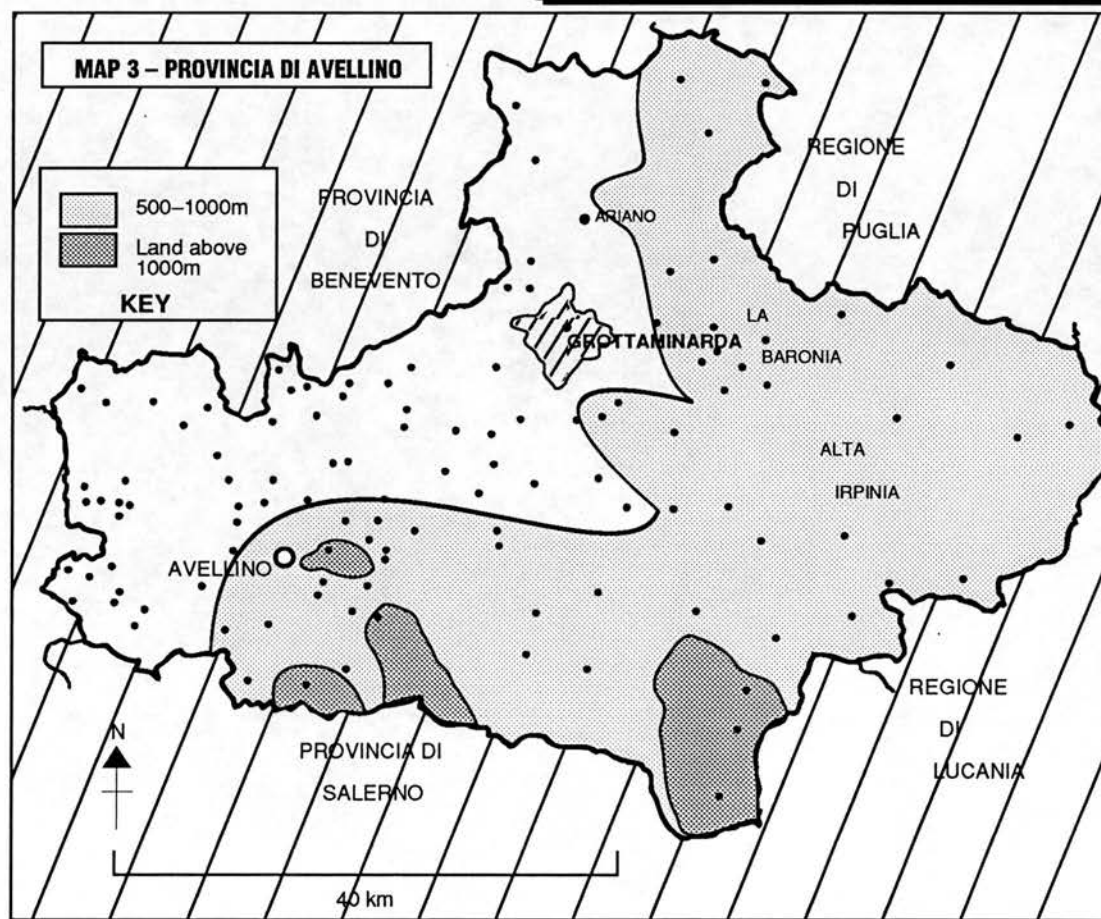 MAP 3 – PROVINCIA DI AVELLINO
500–1000m
Land above
1000m
KEY
PROVINCIA
DI
BENEVENTO
REGIONE
DI
PUGLIA
ARIANO
GROTTAMINARDA
LA
BARONIA
ALTA
IRPINIA
AVELLINO
REGIONE
DI
LUCANIA
PROVINCIA DI
SALERNO
N
40 km